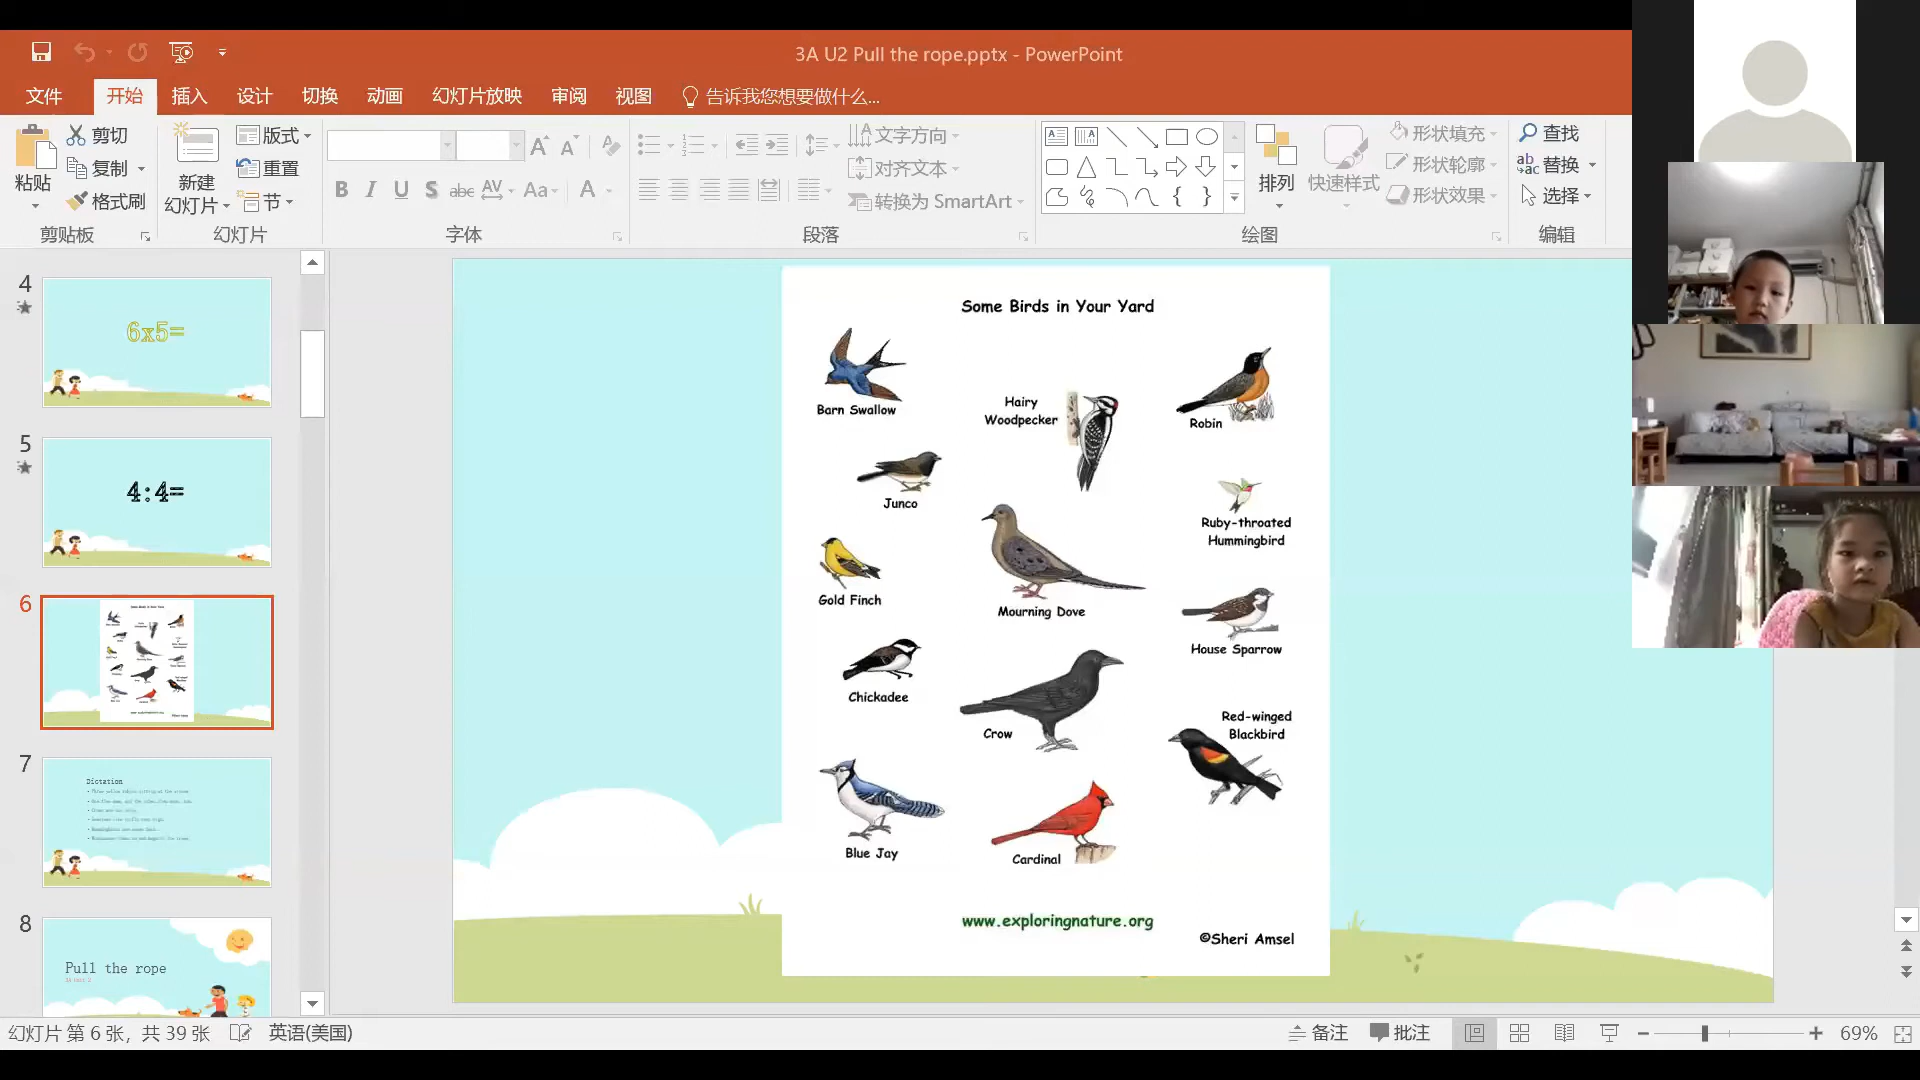 3A U2 Pull the rope.pptx - PowerPoint
文件 开始 插入 设计 切换 动画 幻灯片放映 审阅 视图 告诉我您想要做什么...
粘贴
剪切
复制
格式刷
剪贴板
新建
幻灯片
版式
重置
节
幻灯片
B I U S abc AV Aa A
字体
文字方向
对齐文本
转换为 SmartArt
段落
排列
快速样式
形状填充
形状轮廓
形状效果
绘图
查找
替换
选择
编辑
4
6x5=
5
4:4=
6
7
Dictation
8
Pull the rope
Some Birds in Your Yard
Barn Swallow
Hairy
Woodpecker
Robin
Junco
Ruby-throated
Hummingbird
Gold Finch
Mourning Dove
House Sparrow
Chickadee
Crow
Red-winged
Blackbird
Blue Jay
Cardinal
www.exploringnature.org
©Sheri Amsel
幻灯片 第 6 张，共 39 张 英语(美国)
备注 批注 69%